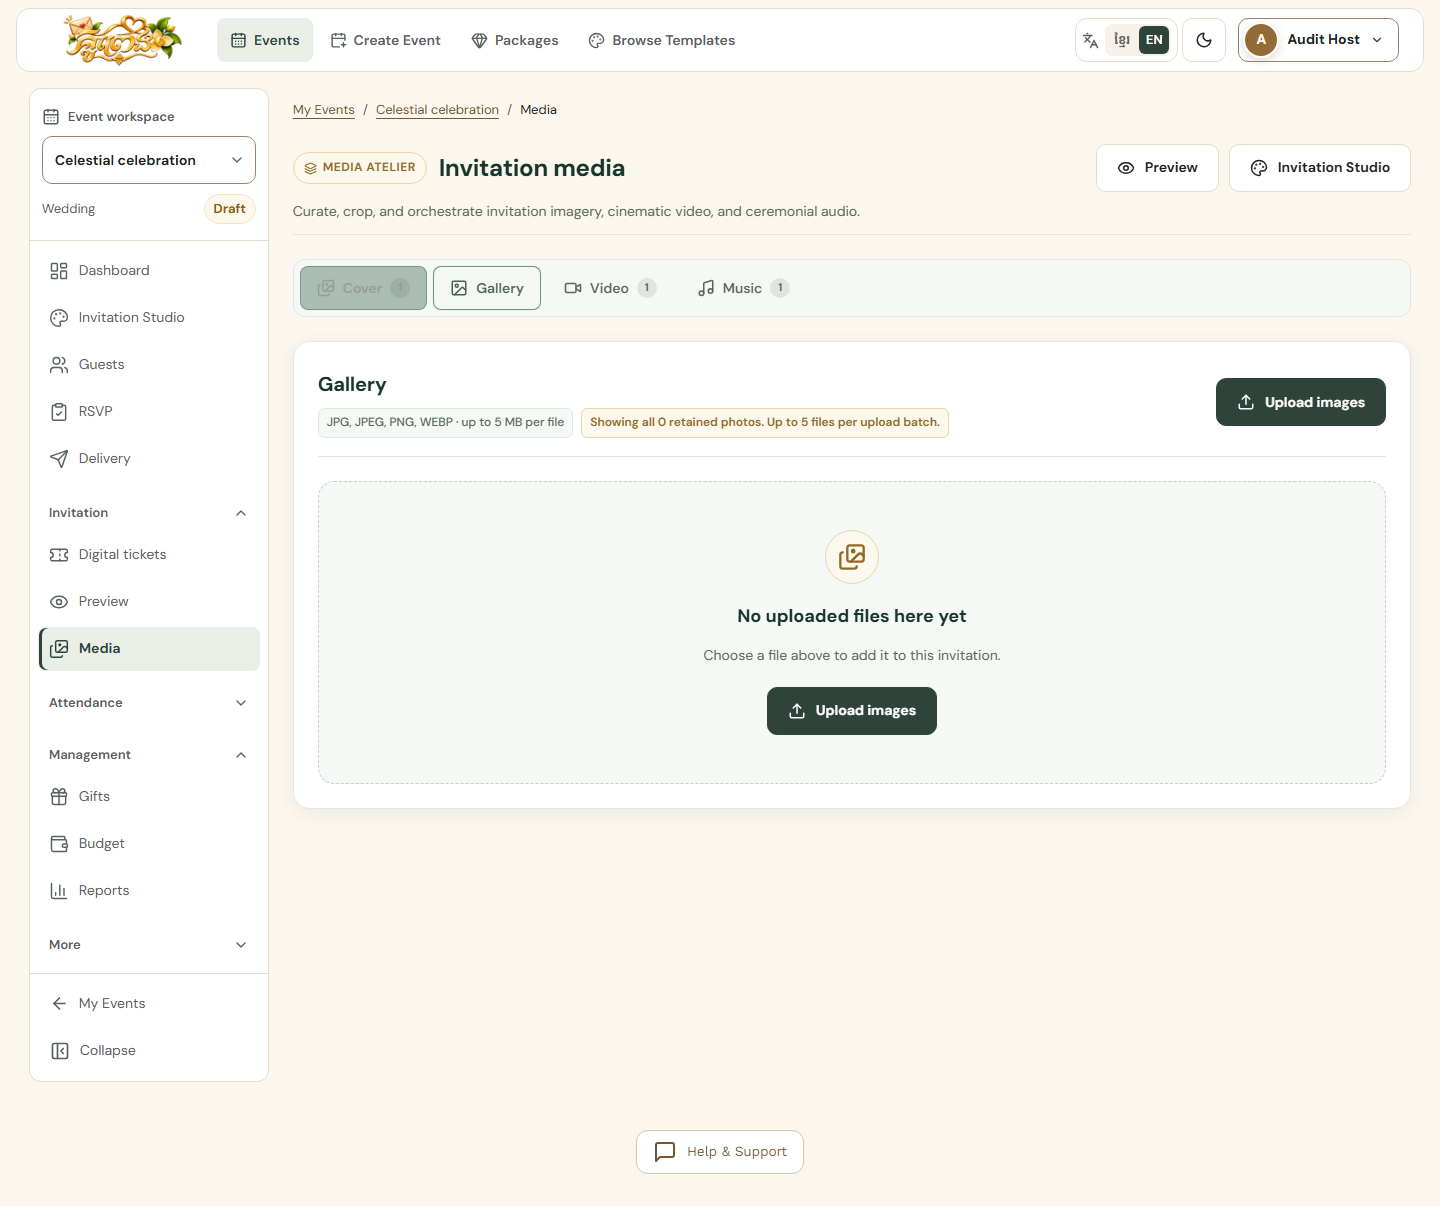 Events
Create Event
Packages
Browse Templates
ខ្មែរ
EN
A
Audit Host
Event workspace
Celestial celebration
Wedding
Draft
Dashboard
Invitation Studio
Guests
RSVP
Delivery
Invitation
Digital tickets
Preview
Media
Attendance
Management
Gifts
Budget
Reports
More
My Events
Collapse
My Events / Celestial celebration / Media
MEDIA ATELIER
Invitation media
Preview
Invitation Studio
Curate, crop, and orchestrate invitation imagery, cinematic video, and ceremonial audio.
Cover 1
Gallery
Video 1
Music 1
Gallery
JPG, JPEG, PNG, WEBP · up to 5 MB per file
Showing all 0 retained photos. Up to 5 files per upload batch.
Upload images
No uploaded files here yet
Choose a file above to add it to this invitation.
Upload images
Help & Support